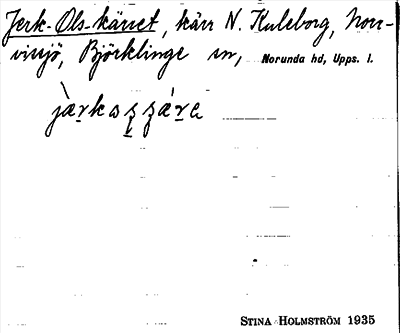 Jerk-Ols-kärret, kärr N. Kuleborg, Norr-
visjö, Björklinge sn, Norunda hd, Upps. l.
STINA HOLMSTRÖM 1935